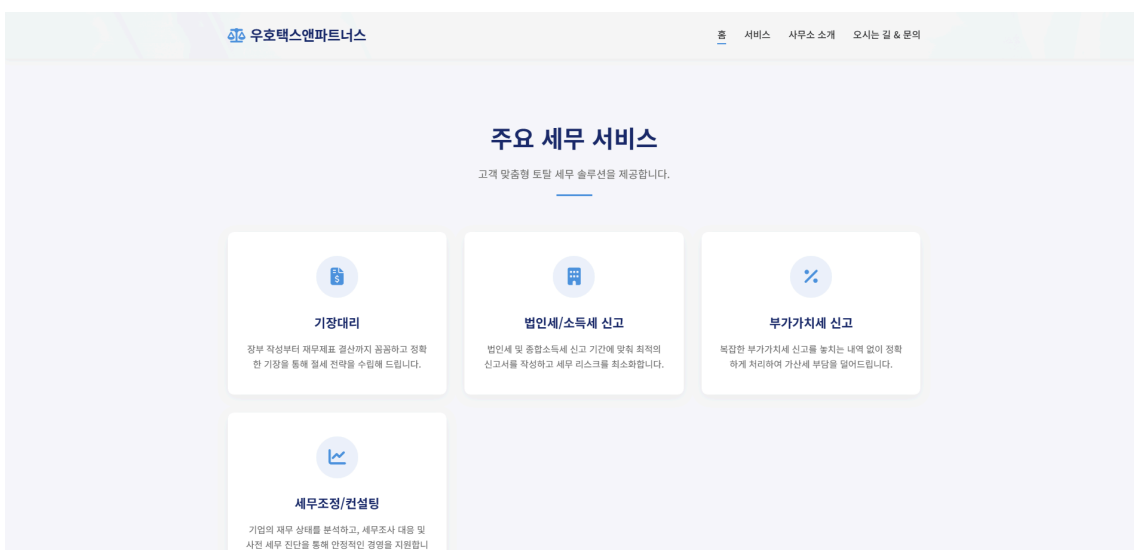 우호택스앤파트너스
홈 서비스 사무소 소개 오시는 길 & 문의
주요 세무 서비스
고객 맞춤형 토탈 세무 솔루션을 제공합니다.
기장대리
장부 작성부터 재무제표 결산까지 꼼꼼하고 정확
한 기장을 통해 절세 전략을 수립해 드립니다.
법인세/소득세 신고
법인세 및 종합소득세 신고 기간에 맞춰 최적의
신고서를 작성하고 세무 리스크를 최소화합니다.
부가가치세 신고
복잡한 부가가치세 신고를 놓치는 내역 없이 정확
하게 처리하여 가산세 부담을 덜어드립니다.
세무조정/컨설팅
기업의 재무 상태를 분석하고, 세무조사 대응 및
사전 세무 진단을 통해 안정적인 경영을 지원합니